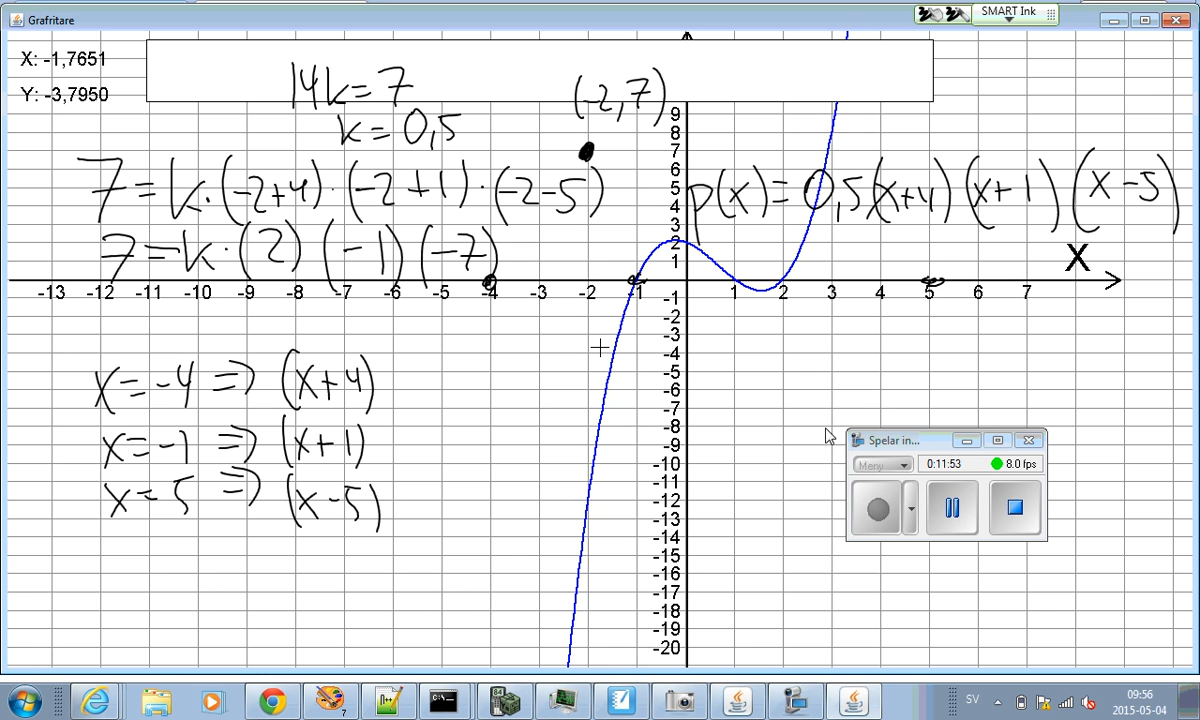 Grafritare
SMART Ink
X: -1,7651
Y: -3,7950
14k = 7
k = 0,5
(-2, 7)
7 = k·(-2+4)·(-2+1)·(-2-5)
7 = k·(2)(-1)(-7)
p(x) = 0,5(x+4)(x+1)(x-5)
X
9
8
7
6
5
4
3
2
1
-13 -12 -11 -10 -9 -8 -7 -6 -5 -4 -3 -2 -1 1 2 3 4 5 6 7
-1
-2
-3
-4
-5
-6
-7
-8
-9
-10
-11
-12
-13
-14
-15
-16
-17
-18
-19
-20
x = -4 => (x+4)
x = -1 => (x+1)
x = 5 => (x-5)
Spelar in...
Meny 0:11:53 8.0 fps
SV
09:56
2015-05-04